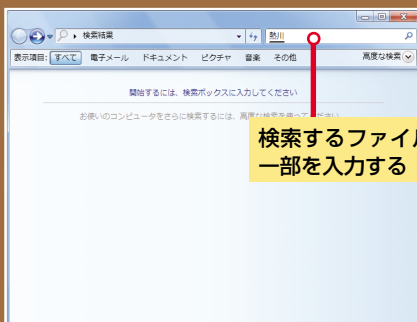 検索結果
熱川
表示項目: すべて 電子メール ドキュメント ピクチャ 音楽 その他 高度な検索
開始するには、検索ボックスに入力してください
お使いのコンピュータをさらに検索するには、高度な検索を使ってください
検索するファイル
一部を入力する